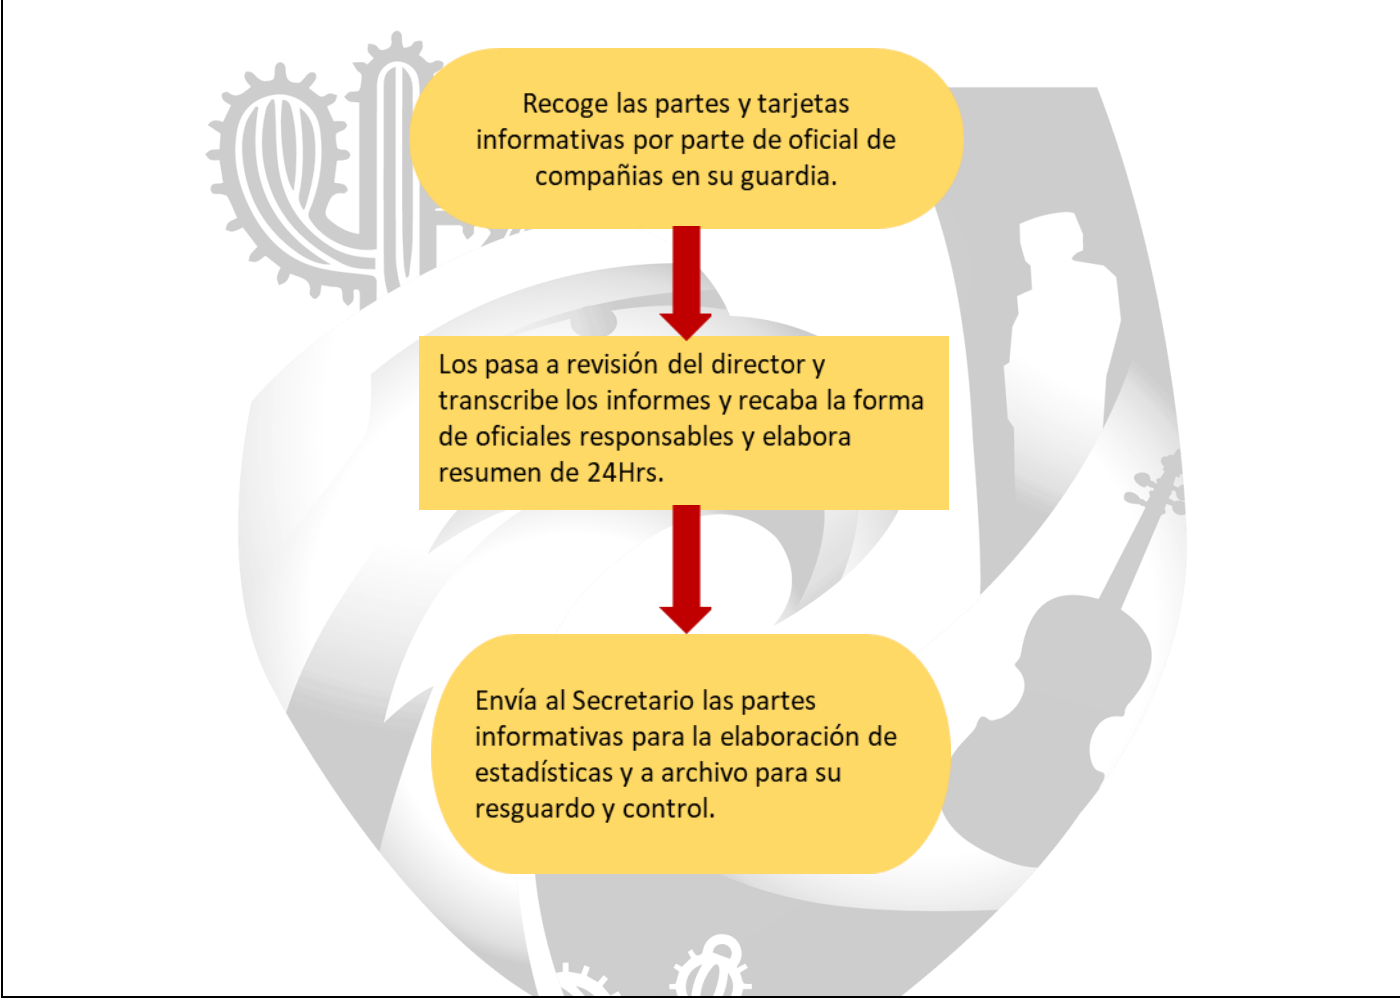 Recoge las partes y tarjetas
informativas por parte de oficial de
compañias en su guardia.
Los pasa a revisión del director y
transcribe los informes y recaba la forma
de oficiales responsables y elabora
resumen de 24Hrs.
Envía al Secretario las partes
informativas para la elaboración de
estadísticas y a archivo para su
resguardo y control.